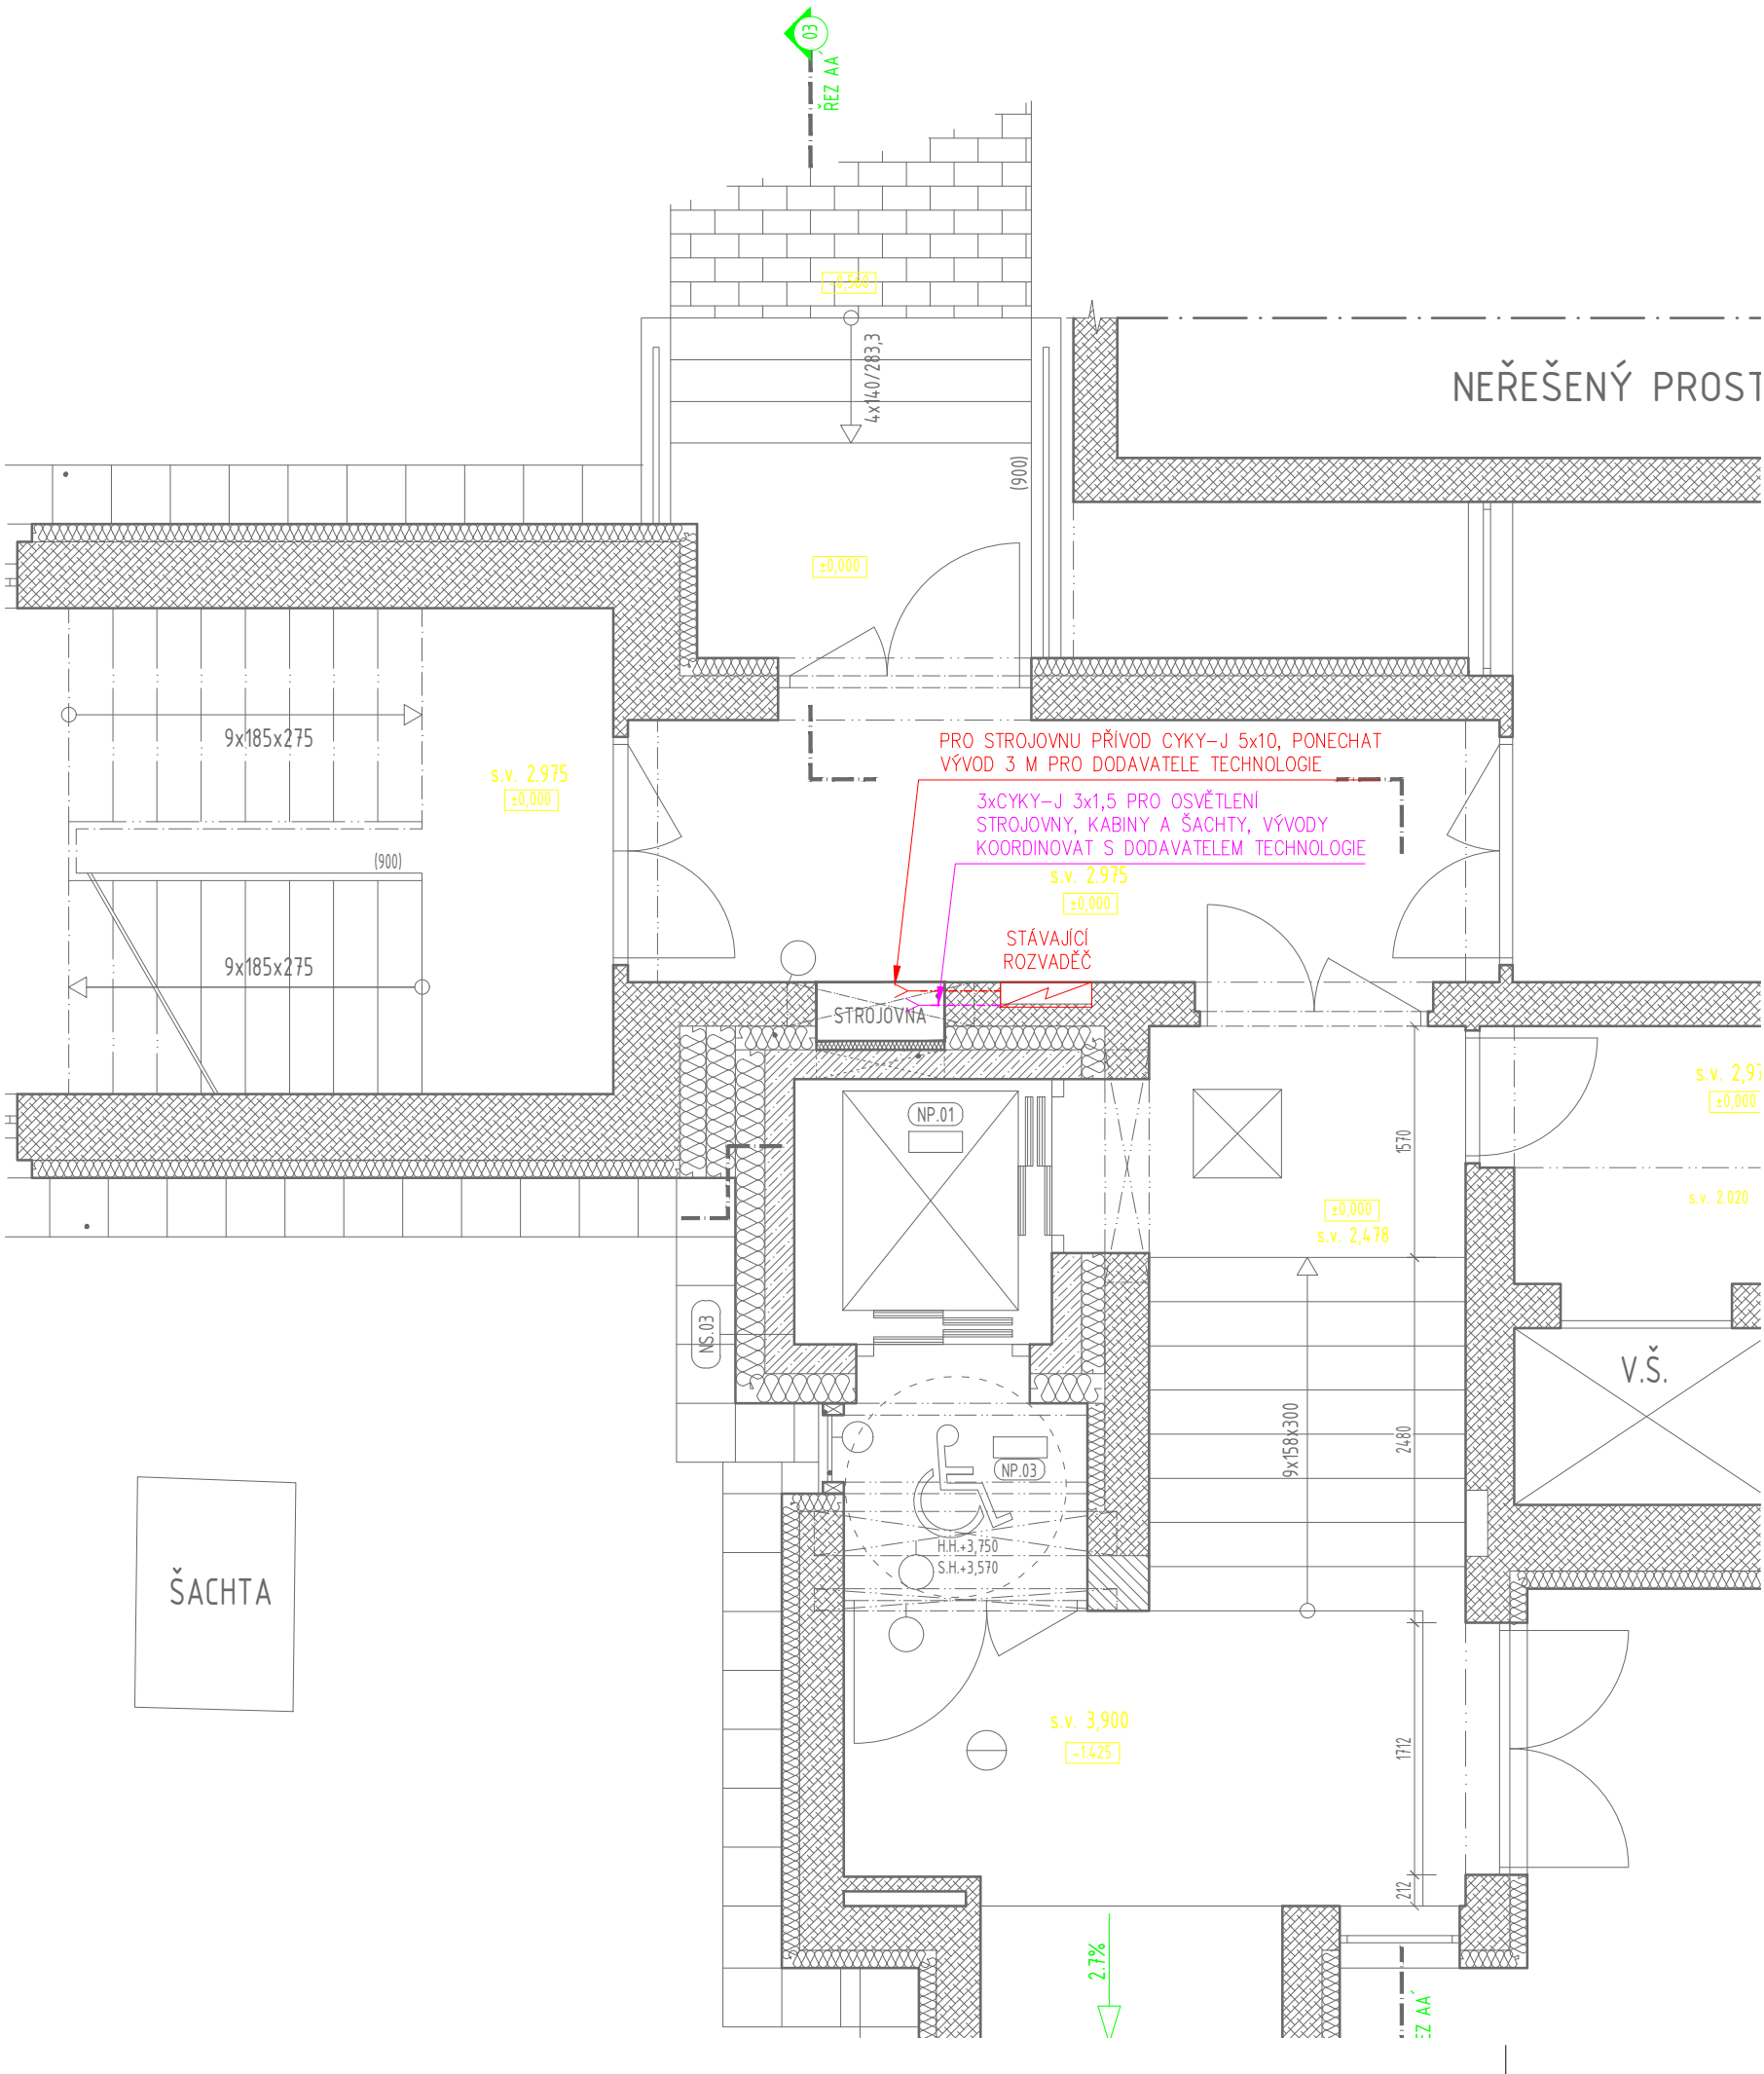 03
ŘEZ AA´
-0,560
4x140/283,3
NEŘEŠENÝ
(900)
±0,000
9x185x275
s.v. 2.975
±0,000
PRO STROJOVNU PŘÍVOD CYKY-J 5x10, PONECHAT
VÝVOD 3 M PRO DODAVATELE TECHNOLOGIE
3xCYKY-J 3x1,5 PRO OSVĚTLENÍ
STROJOVNY, KABINY A ŠACHTY, VÝVODY
KOORDINOVAT S DODAVATELEM TECHNOLOGIE
(900)
s.v. 2.975
±0,000
STÁVAJÍCÍ
ROZVADĚČ
9x185x275
STROJOVNA
s.v. 2,97
±0,000
NP.01
1570
s.v. 2.020
±0,000
s.v. 2,478
NS.03
V.Š.
9x158x300
2480
NP.03
H.H.+3,750
S.H.+3,570
ŠACHTA
s.v. 3,900
-1.425
1712
212
2.7%
EZ AA´